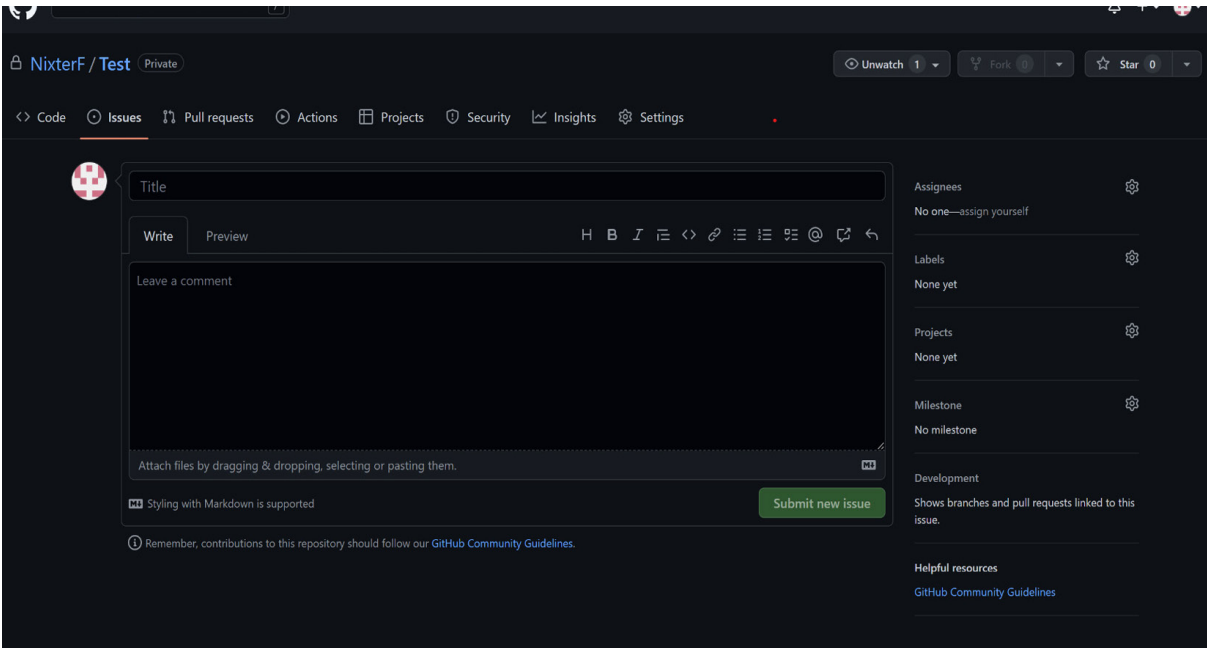 /
NixterF / Test Private
Unwatch 1 Fork 0 Star 0
Code Issues Pull requests Actions Projects Security Insights Settings
Title
Write Preview
H B I @
Leave a comment
Attach files by dragging & dropping, selecting or pasting them.
Styling with Markdown is supported
Submit new issue
Remember, contributions to this repository should follow our GitHub Community Guidelines.
Assignees
No one—assign yourself
Labels
None yet
Projects
None yet
Milestone
No milestone
Development
Shows branches and pull requests linked to this
issue.
Helpful resources
GitHub Community Guidelines